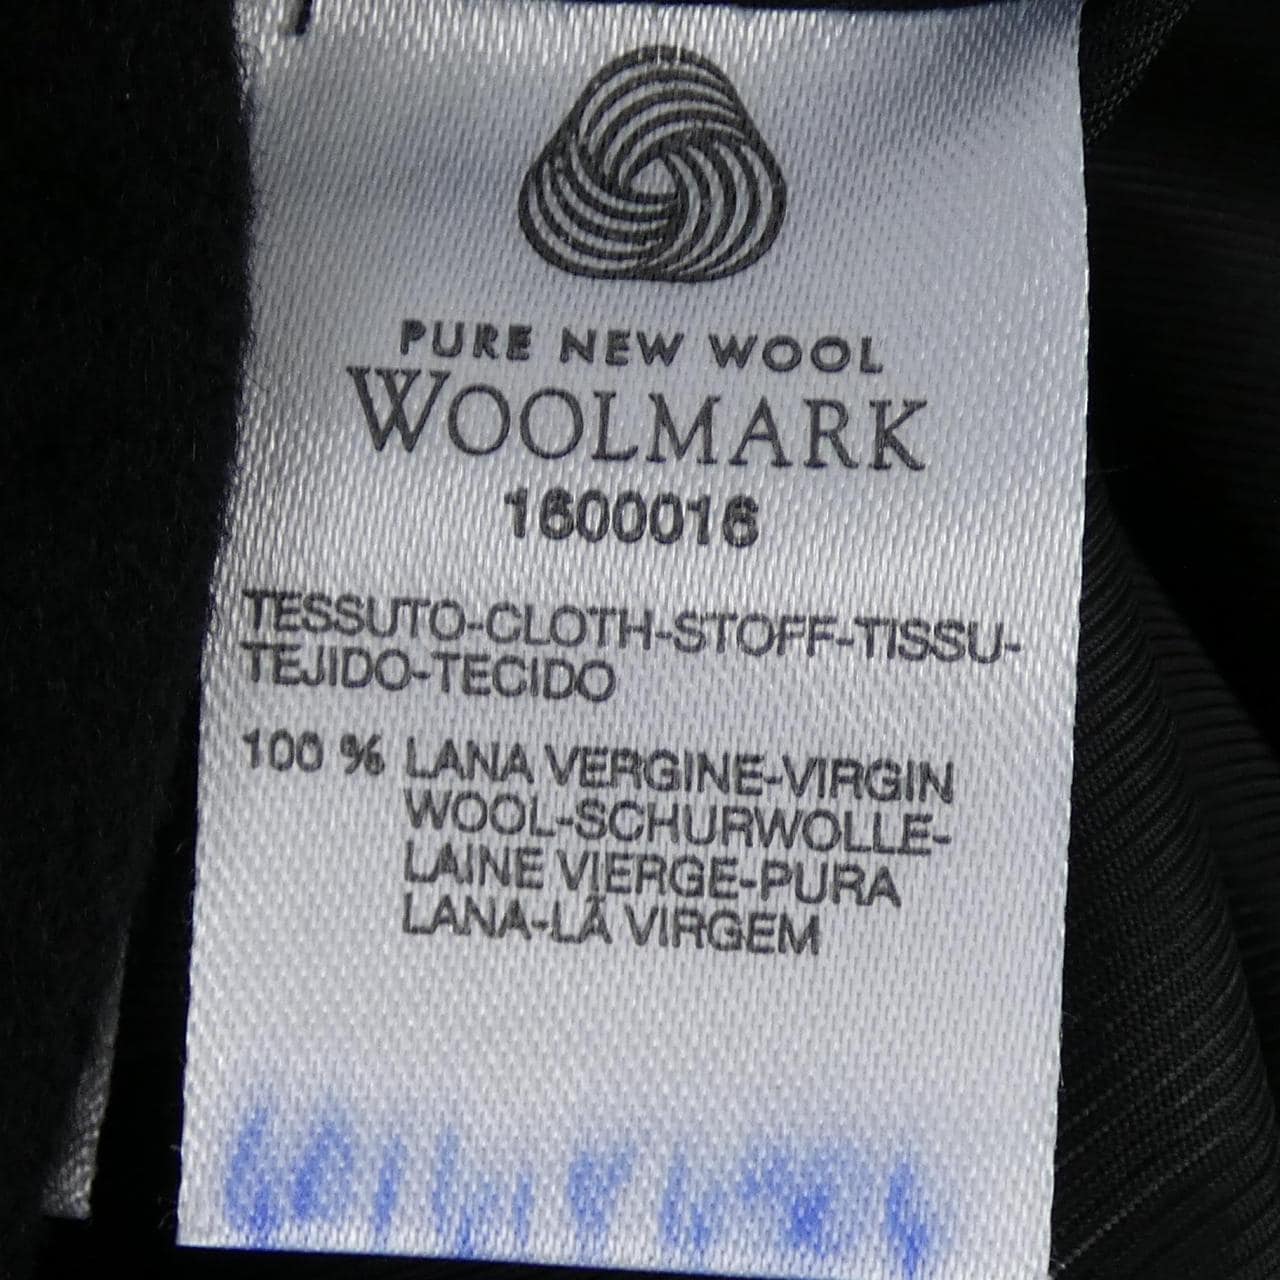 PURE NEW WOOL
WOOLMARK
1600016
TESSUTO-CLOTH-STOFF-TISSU-
TEJIDO-TECIDO
100 % LANA VERGINE-VIRGIN
WOOL-SCHURWOLLE-
LAINE VIERGE-PURA
LANA-LÃ VIRGEM